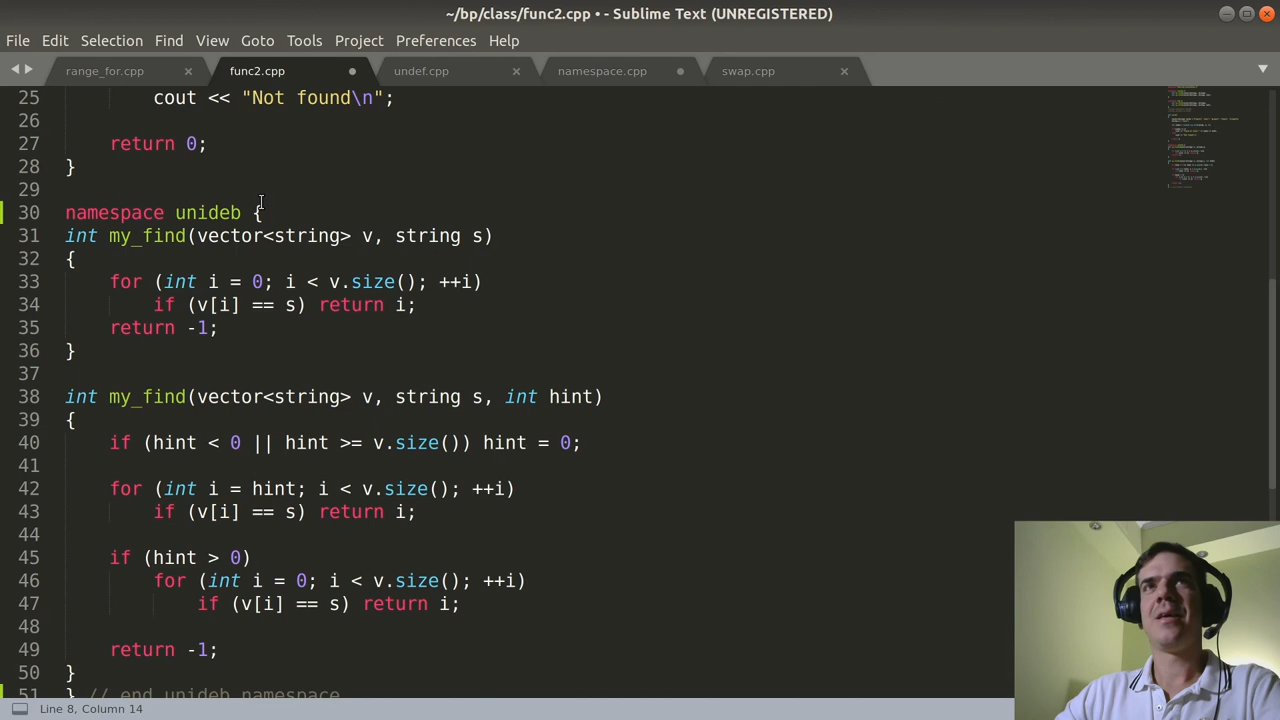 ~/bp/class/func2.cpp • - Sublime Text (UNREGISTERED)
File Edit Selection Find View Goto Tools Project Preferences Help
range_for.cpp func2.cpp undef.cpp namespace.cpp swap.cpp
25 cout << "Not found\n";
26
27 return 0;
28 }
29
30 namespace unideb {
31 int my_find(vector<string> v, string s)
32 {
33 for (int i = 0; i < v.size(); ++i)
34 if (v[i] == s) return i;
35 return -1;
36 }
37
38 int my_find(vector<string> v, string s, int hint)
39 {
40 if (hint < 0 || hint >= v.size()) hint = 0;
41
42 for (int i = hint; i < v.size(); ++i)
43 if (v[i] == s) return i;
44
45 if (hint > 0)
46 for (int i = 0; i < v.size(); ++i)
47 if (v[i] == s) return i;
48
49 return -1;
50 }
51 } // end unideb namespace
Line 8, Column 14